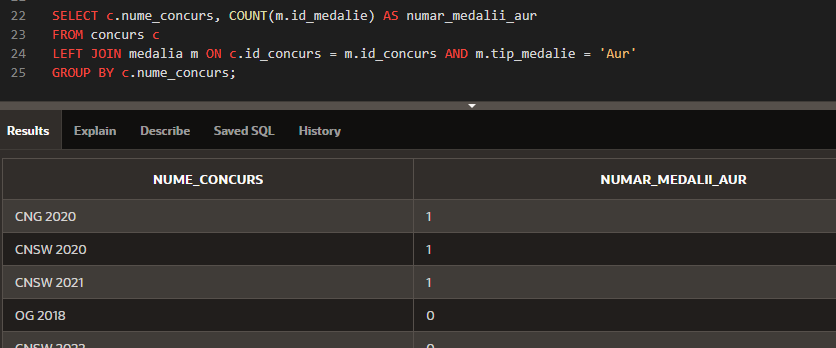 22 SELECT c.nume_concurs, COUNT(m.id_medalie) AS numar_medalii_aur
23 FROM concurs c
24 LEFT JOIN medalia m ON c.id_concurs = m.id_concurs AND m.tip_medalie = 'Aur'
25 GROUP BY c.nume_concurs;
Results Explain Describe Saved SQL History
NUME_CONCURS NUMAR_MEDALII_AUR
CNG 2020 1
CNSW 2020 1
CNSW 2021 1
OG 2018 0
CNSW 2022 0